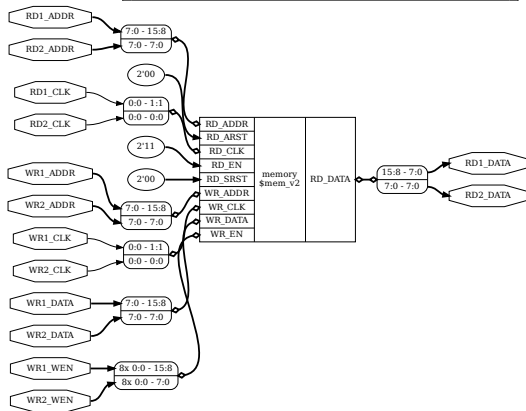 RD1_ADDR
7:0 - 15:8
RD2_ADDR
7:0 - 7:0
2'00
RD1_CLK
0:0 - 1:1
RD2_CLK
0:0 - 0:0
2'11
2'00
WR1_ADDR
WR2_ADDR
7:0 - 15:8
7:0 - 7:0
WR1_CLK
0:0 - 1:1
WR2_CLK
0:0 - 0:0
WR1_DATA
7:0 - 15:8
WR2_DATA
7:0 - 7:0
WR1_WEN
8x 0:0 - 15:8
WR2_WEN
8x 0:0 - 7:0
RD_ADDR
RD_ARST
RD_CLK
RD_EN
RD_SRST
WR_ADDR
WR_CLK
WR_DATA
WR_EN
memory
$mem_v2
RD_DATA
15:8 - 7:0
7:0 - 7:0
RD1_DATA
RD2_DATA